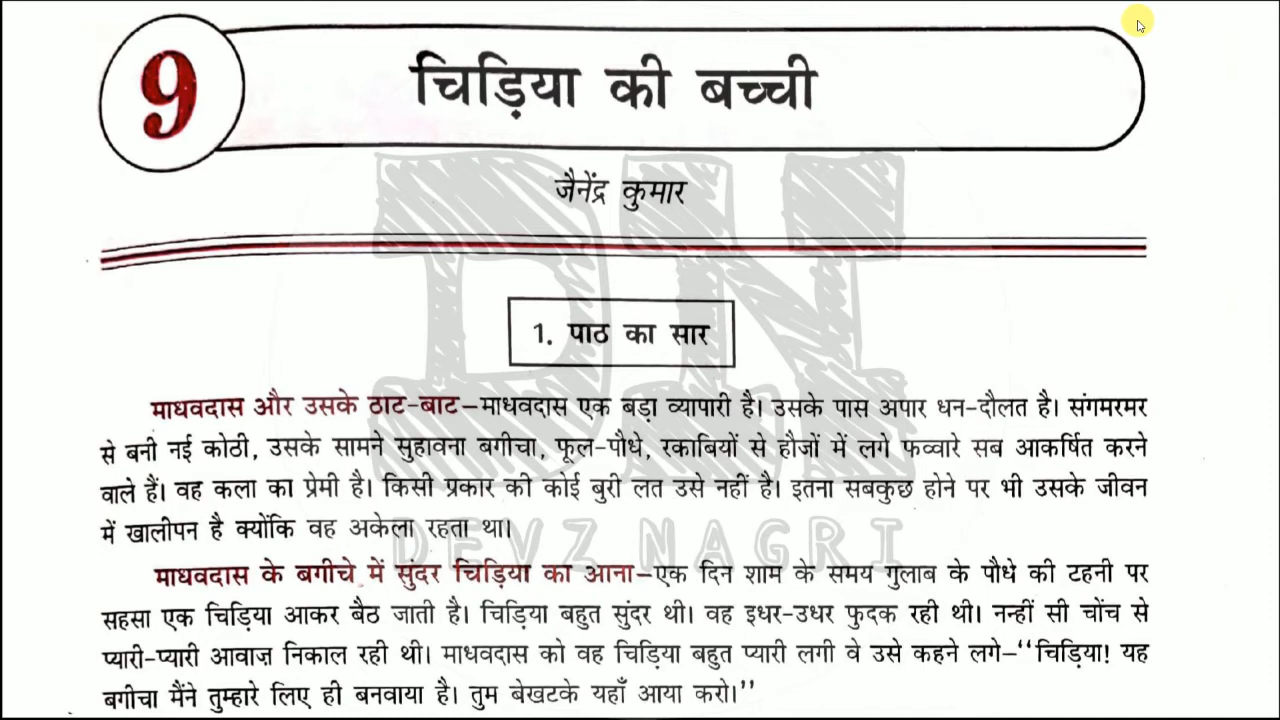 9
चिड़िया की बच्ची
जैनेंद्र कुमार
1. पाठ का सार
माधवदास और उसके ठाट-बाट–माधवदास एक बड़ा व्यापारी है। उसके पास अपार धन-दौलत है। संगमरमर
से बनी नई कोठी, उसके सामने सुहावना बगीचा, फूल-पौधे, रकाबियों से हौजों में लगे फव्वारे सब आकर्षित करने
वाले हैं। वह कला का प्रेमी है। किसी प्रकार की कोई बुरी लत उसे नहीं है। इतना सबकुछ होने पर भी उसके जीवन
में खालीपन है क्योंकि वह अकेला रहता था।
माधवदास के बगीचे में सुंदर चिड़िया का आना–एक दिन शाम के समय गुलाब के पौधे की टहनी पर
सहसा एक चिड़िया आकर बैठ जाती है। चिड़िया बहुत सुंदर थी। वह इधर-उधर फुदक रही थी। नन्हीं सी चोंच से
प्यारी-प्यारी आवाज़ निकाल रही थी। माधवदास को वह चिड़िया बहुत प्यारी लगी वे उसे कहने लगे–‘‘चिड़िया! यह
बगीचा मैंने तुम्हारे लिए ही बनवाया है। तुम बेखटके यहाँ आया करो।’’
DN
DEVZ NAGRI